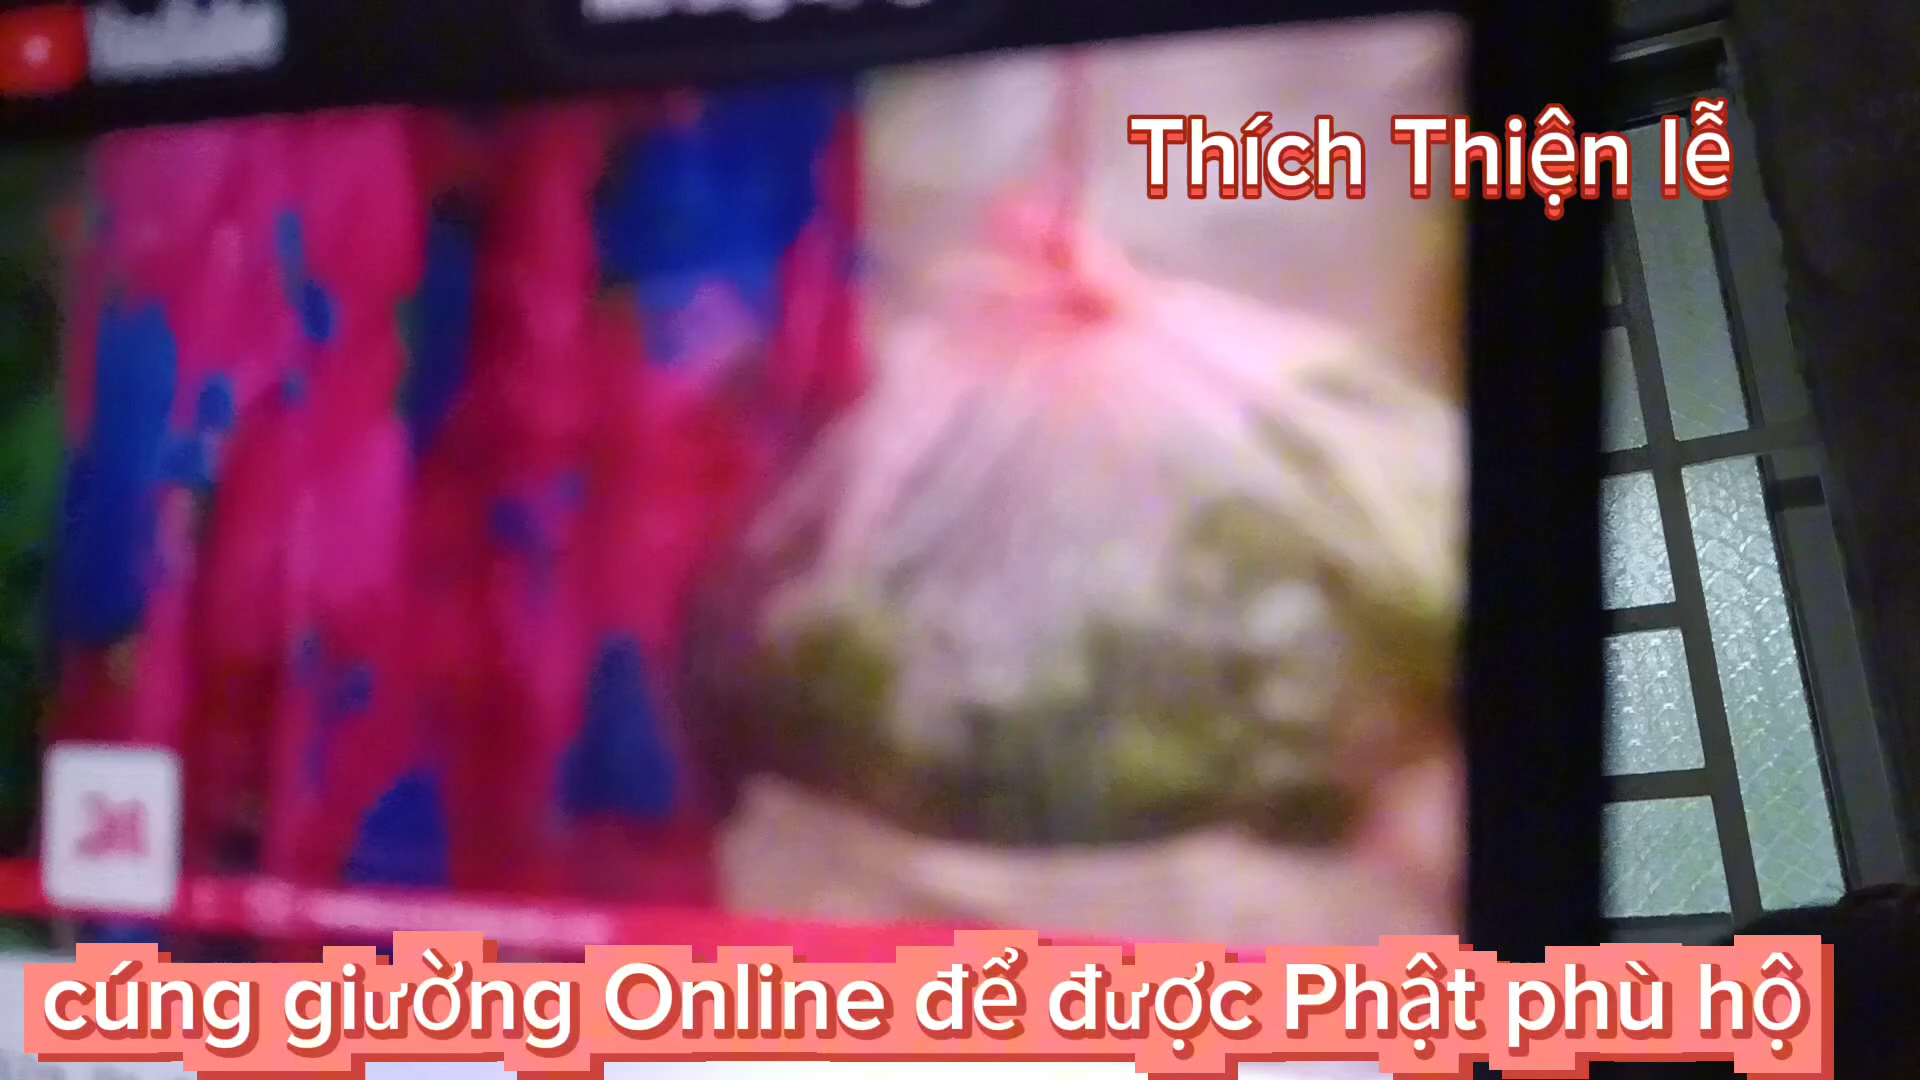 Thích Thiện lễ
cúng giường Online để được Phật phù hộ